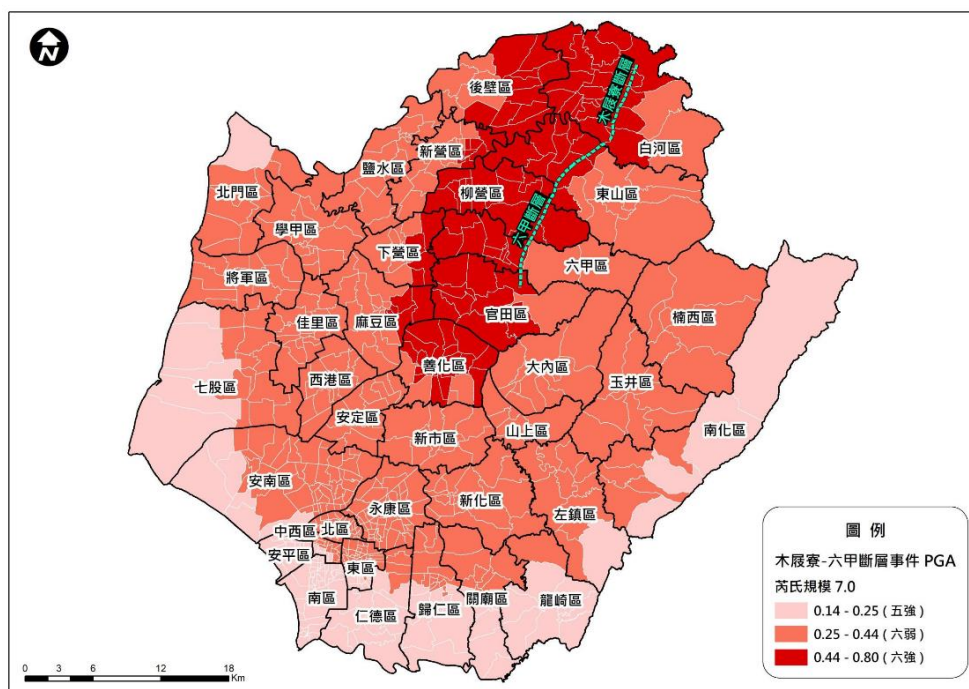 N
木屐寮斷層
後壁區
白河區
新營區
鹽水區
北門區
柳營區
東山區
學甲區
六甲斷層
下營區
六甲區
將軍區
官田區
佳里區
麻豆區
楠西區
善化區
大內區
七股區
西港區
玉井區
安定區
新市區
山上區
南化區
安南區
永康區
新化區
左鎮區
中西區
北區
安平區
東區
南區
仁德區
歸仁區
關廟區
龍崎區
圖 例
木屐寮-六甲斷層事件 PGA
芮氏規模 7.0
0.14 - 0.25 ( 五強 )
0.25 - 0.44 ( 六弱 )
0.44 - 0.80 ( 六強 )
0 3 6 12 18
Km